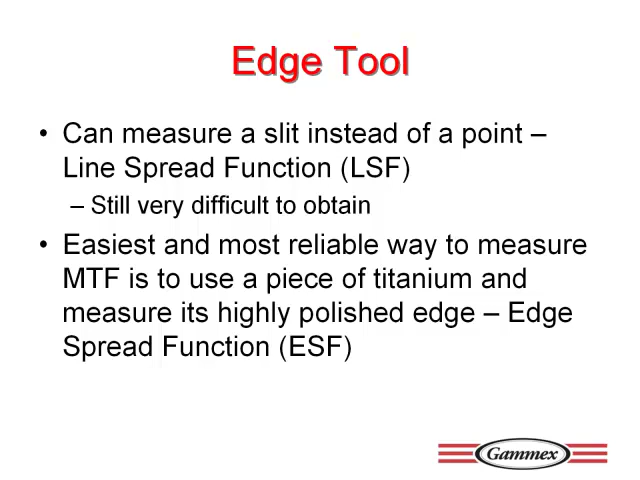 Edge Tool
• Can measure a slit instead of a point –
Line Spread Function (LSF)
– Still very difficult to obtain
• Easiest and most reliable way to measure
MTF is to use a piece of titanium and
measure its highly polished edge – Edge
Spread Function (ESF)
Gammex